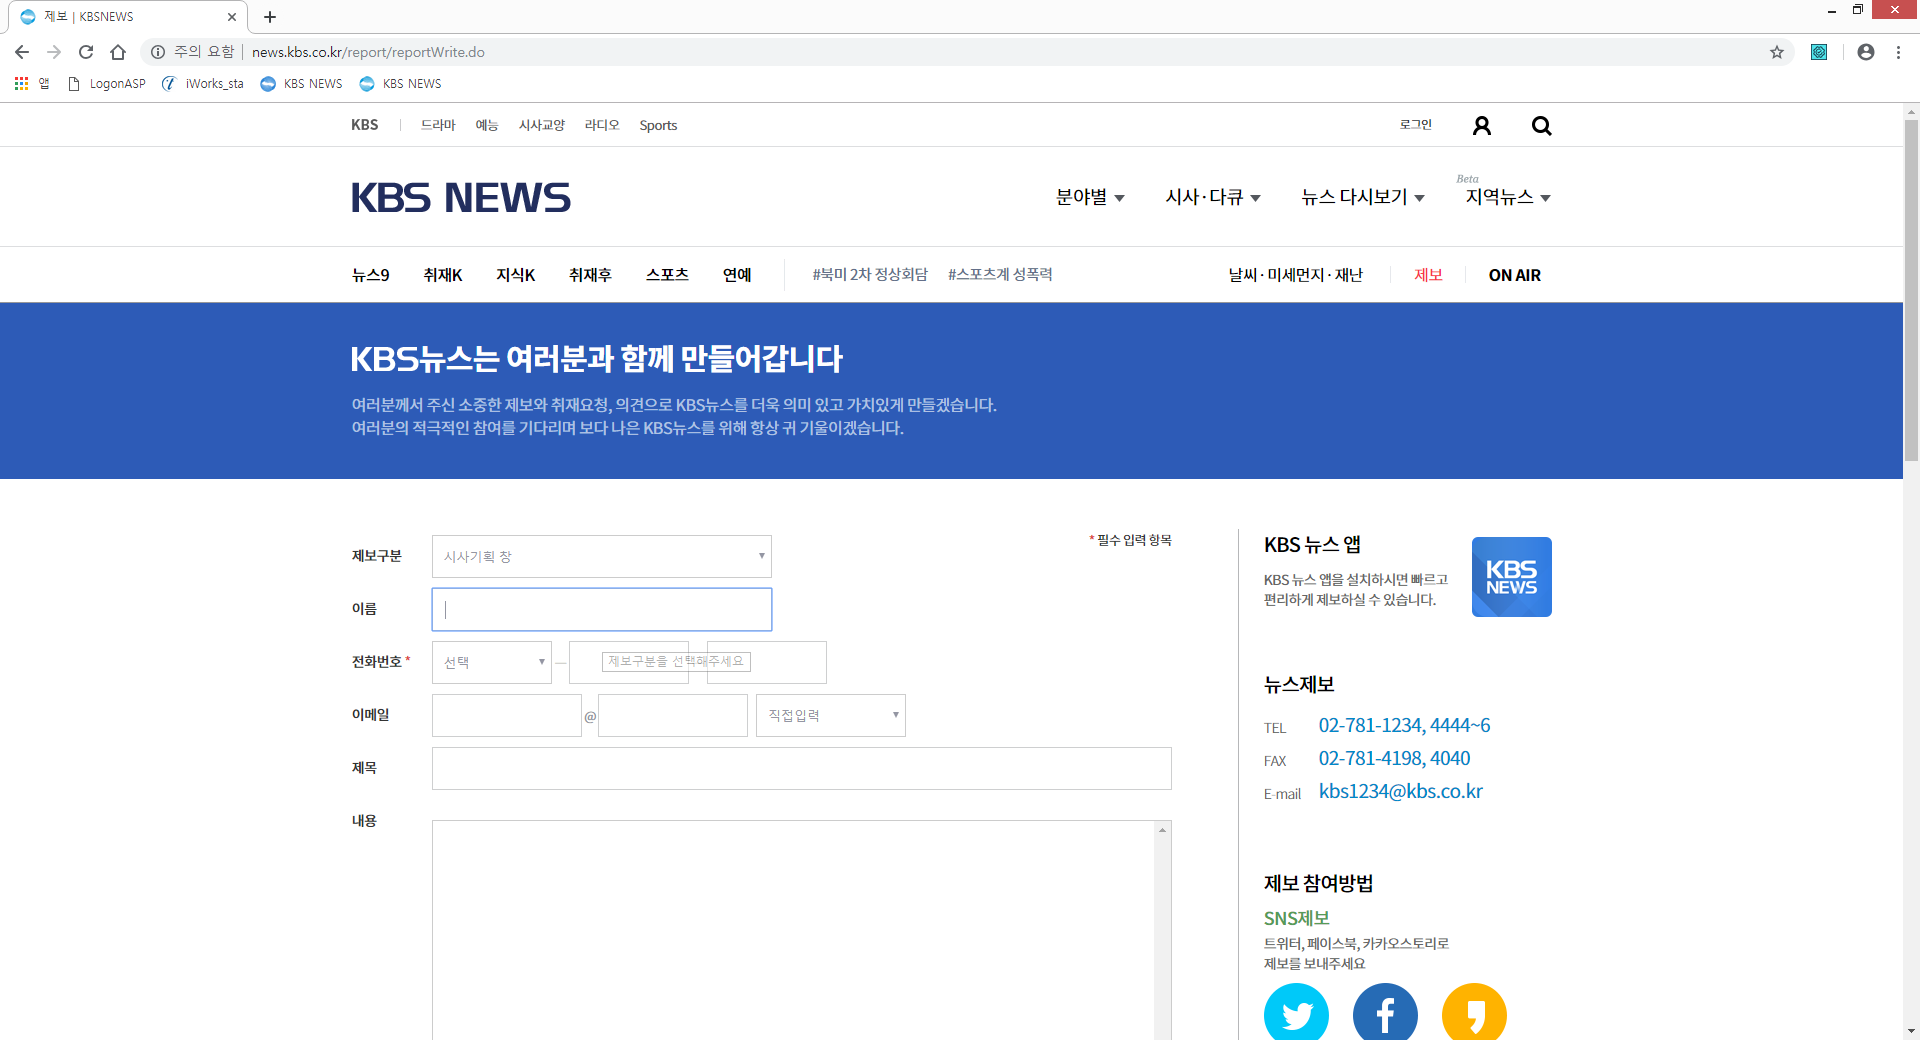 제보 | KBSNEWS
주의 요함 | news.kbs.co.kr/report/reportWrite.do
앱 LogonASP iWorks_sta KBS NEWS KBS NEWS
KBS 드라마 예능 시사교양 라디오 Sports 로그인
KBS NEWS
분야별 시사·다큐 뉴스 다시보기 Beta 지역뉴스
뉴스9 취재K 지식K 취재후 스포츠 연예 #북미 2차 정상회담 #스포츠계 성폭력 날씨·미세먼지·재난 제보 ON AIR
KBS뉴스는 여러분과 함께 만들어갑니다
여러분께서 주신 소중한 제보와 취재요청, 의견으로 KBS뉴스를 더욱 의미 있고 가치있게 만들겠습니다.
여러분의 적극적인 참여를 기다리며 보다 나은 KBS뉴스를 위해 항상 귀 기울이겠습니다.
* 필수 입력 항목
제보구분 시사기획 창
이름
전화번호 * 선택 — 제보구분을 선택해주세요
이메일 @ 직접입력
제목
내용
KBS 뉴스 앱
KBS 뉴스 앱을 설치하시면 빠르고
편리하게 제보하실 수 있습니다.
KBS
NEWS
뉴스제보
TEL 02-781-1234, 4444~6
FAX 02-781-4198, 4040
E-mail kbs1234@kbs.co.kr
제보 참여방법
SNS제보
트위터, 페이스북, 카카오스토리로
제보를 보내주세요